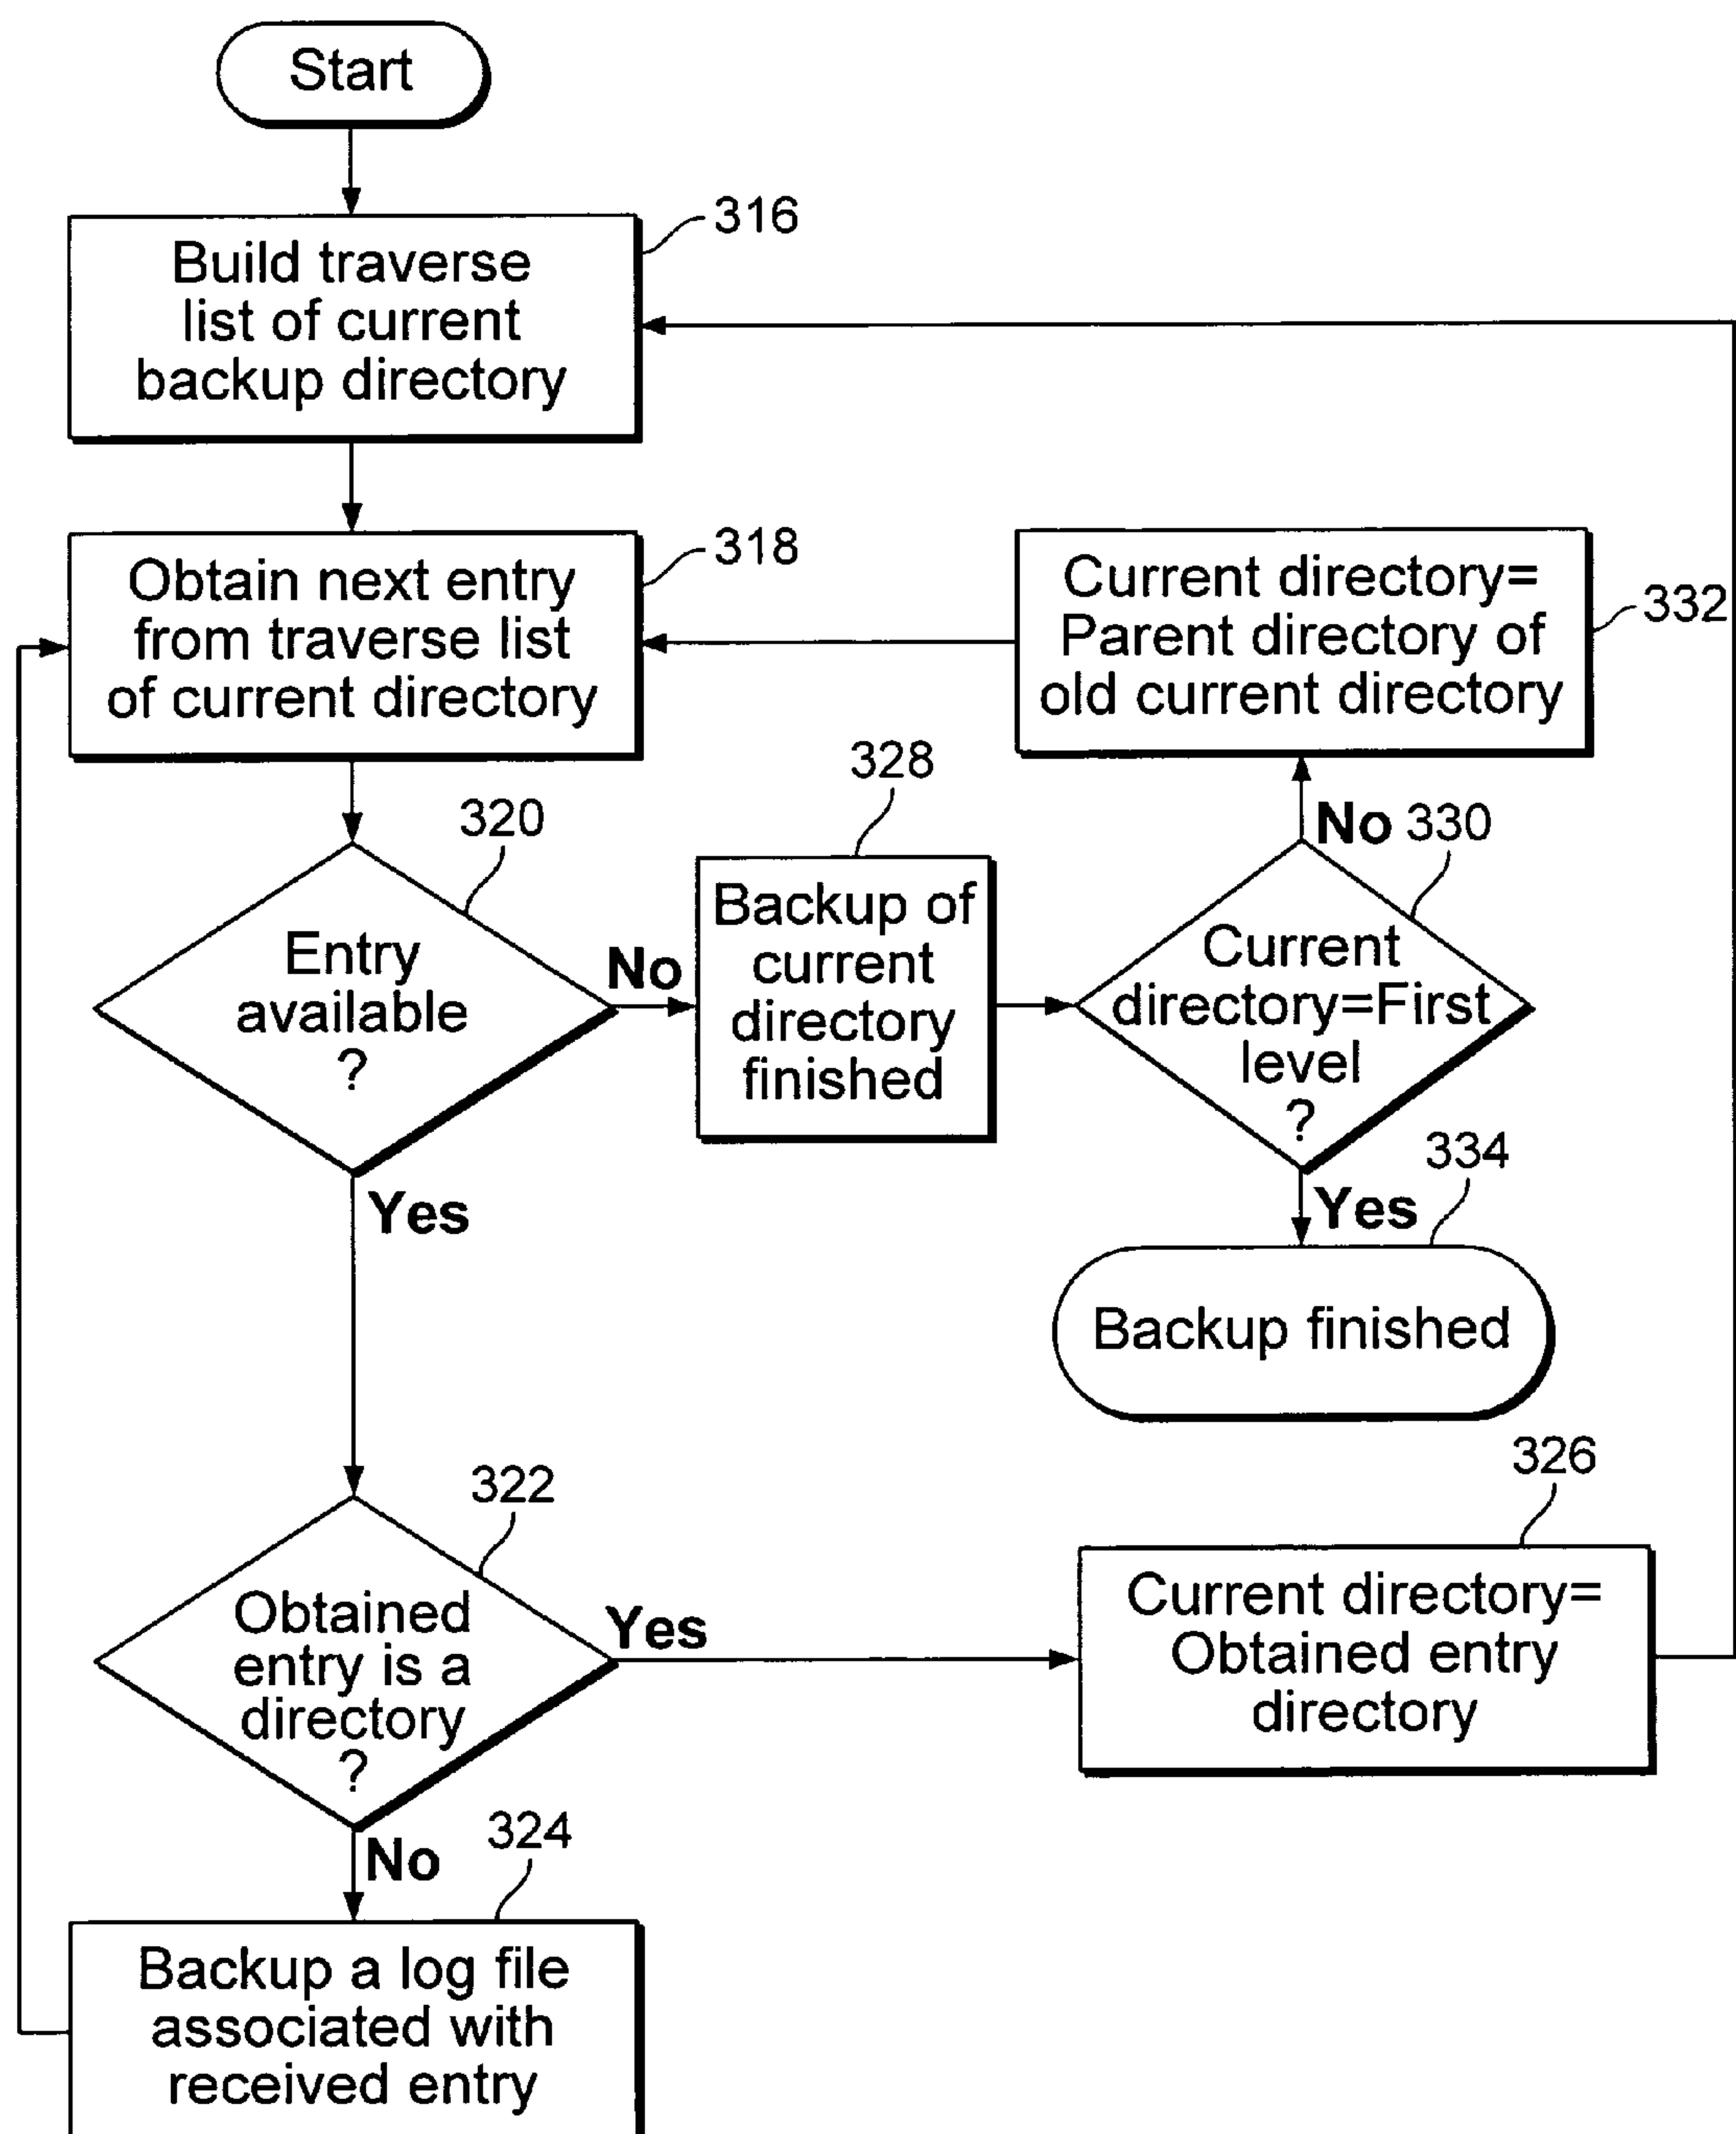 Start
316
Build traverse
list of current
backup directory
318
Obtain next entry
from traverse list
of current directory
Current directory=
Parent directory of
old current directory
332
320
Entry
available
?
No
Yes
328
Backup of
current
directory
finished
No
330
Current
directory=First
level
?
334
Yes
Backup finished
322
Obtained
entry is a
directory
?
Yes
No
326
Current directory=
Obtained entry
directory
324
Backup a log file
associated with
received entry